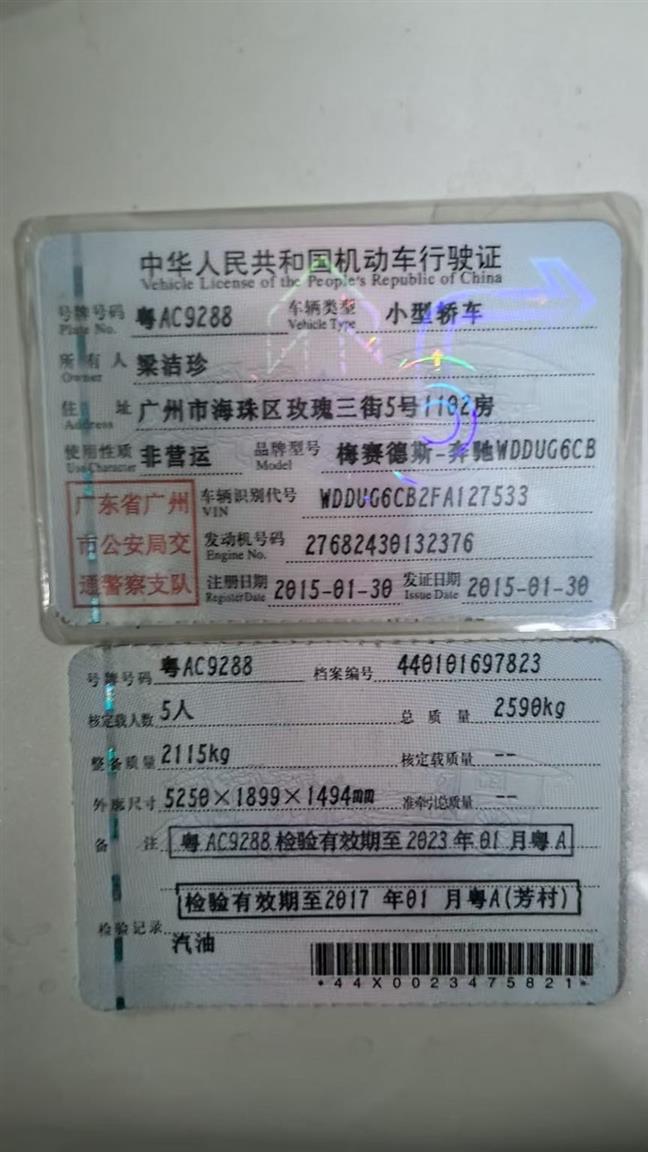 中华人民共和国机动车行驶证
Vehicle License of the People's Republic of China
号牌号码 粤AC9288 车辆类型 小型轿车
Plate No. Vehicle Type
所有人 梁洁珍
Owner
住址 广州市海珠区玫瑰三街5号1102房
Address
使用性质 非营运 品牌型号 梅赛德斯-奔驰WDDUG6CB
Use Character Model
广东省广州 车辆识别代号 WDDUG6CB2FA127533
VIN
市公安局交 发动机号码 27682430132376
Engine No.
通警察支队 注册日期 2015-01-30 发证日期 2015-01-30
Register Date Issue Date
号牌号码 粤AC9288 档案编号 440101697823
核定载人数 5人 总质量 2590kg
整备质量 2115kg 核定载质量 --
外廓尺寸 5250×1899×1494mm 准牵引总质量 --
备注 粤AC9288 检验有效期至2023年01月粤A
检验有效期至2017 年01 月粤A(芳村)
检验记录
汽油
*44X0023475821*